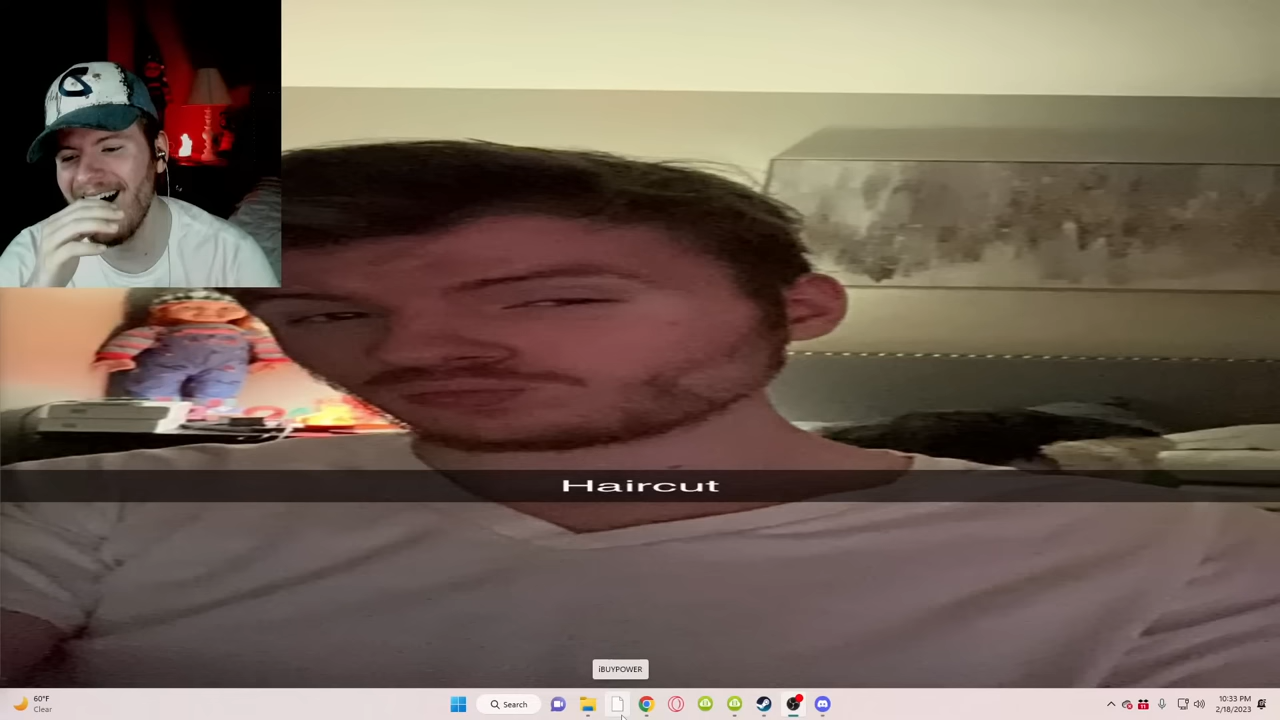 Haircut
iBUYPOWER
60°F
Clear
Search
10:33 PM
2/18/2023